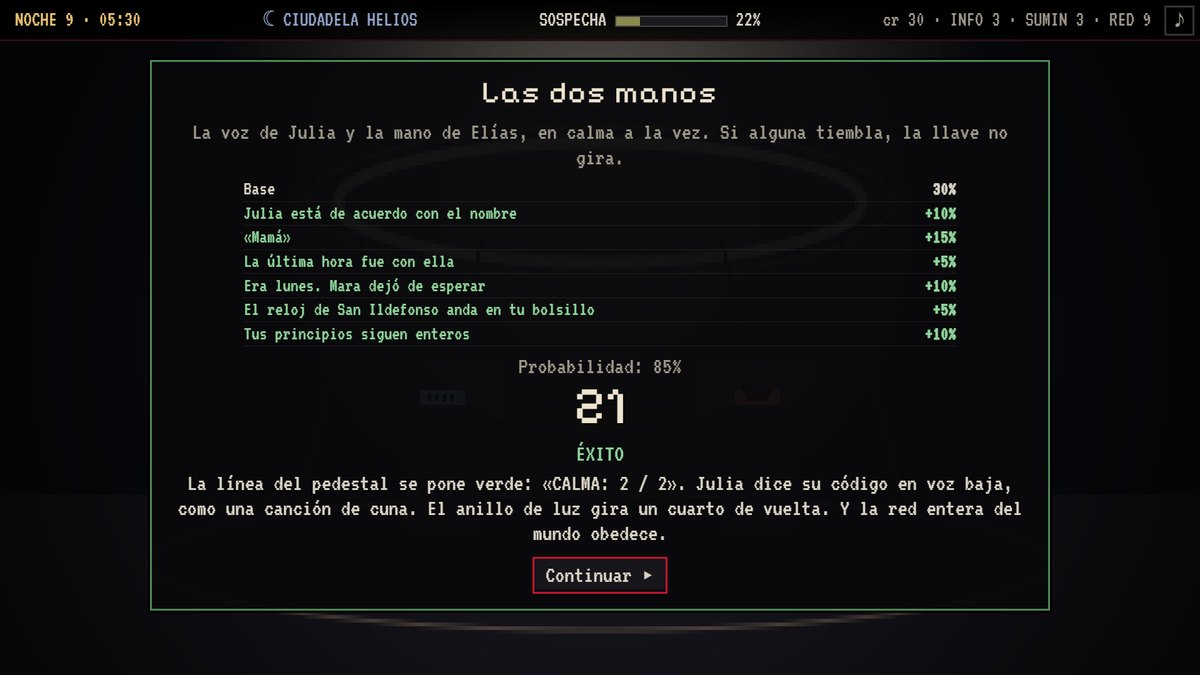 NOCHE 9 · 05:30
☾ CIUDADELA HELIOS
SOSPECHA 22%
cr 30 · INFO 3 · SUMIN 3 · RED 9 ♪
Las dos manos
La voz de Julia y la mano de Elías, en calma a la vez. Si alguna tiembla, la llave no
gira.
Base 30%
Julia está de acuerdo con el nombre +10%
«Mamá» +15%
La última hora fue con ella +5%
Era lunes. Mara dejó de esperar +10%
El reloj de San Ildefonso anda en tu bolsillo +5%
Tus principios siguen enteros +10%
Probabilidad: 85%
21
ÉXITO
La línea del pedestal se pone verde: «CALMA: 2 / 2». Julia dice su código en voz baja,
como una canción de cuna. El anillo de luz gira un cuarto de vuelta. Y la red entera del
mundo obedece.
Continuar ▸